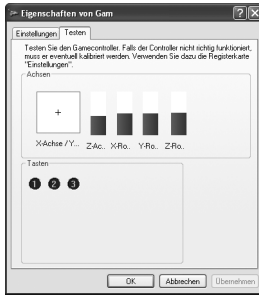 Eigenschaften von Gam
Einstellungen Testen
Testen Sie den Gamecontroller. Falls der Controller nicht richtig funktioniert,
muss er eventuell kalibriert werden. Verwenden Sie dazu die Registerkarte
"Einstellungen".
Achsen
X-Achse / Y... Z-Ac.. X-Ro.. Y-Ro.. Z-Ro..
Tasten
1 2 3
OK Abbrechen Übernehmen